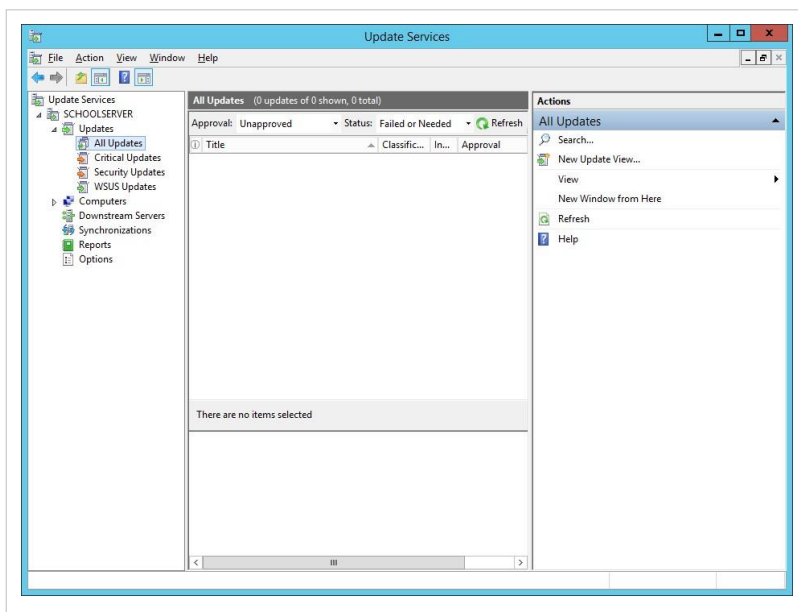 Update Services
File Action View Window Help
Update Services
SCHOOLSERVER
Updates
All Updates
Critical Updates
Security Updates
WSUS Updates
Computers
Downstream Servers
Synchronizations
Reports
Options
All Updates (0 updates of 0 shown, 0 total)
Approval: Unapproved Status: Failed or Needed Refresh
Title Classific... In... Approval
There are no items selected
Actions
All Updates
Search...
New Update View...
View
New Window from Here
Refresh
Help